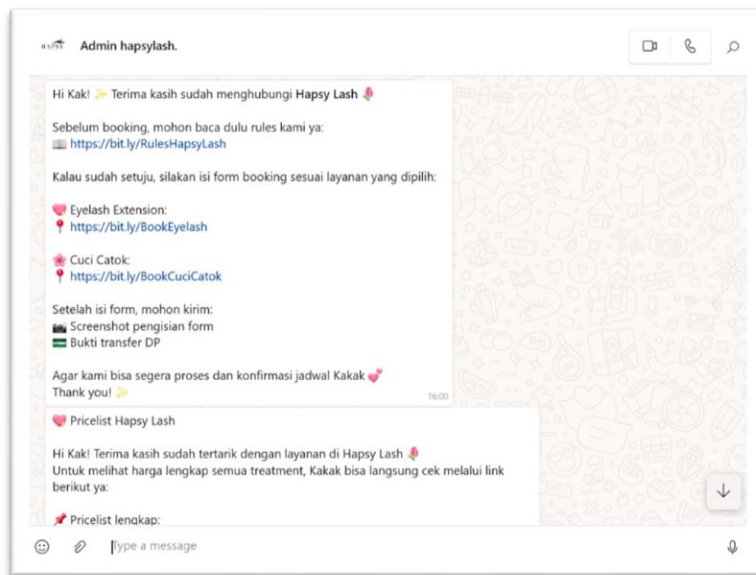 HAPSY
Admin hapsylash.
Hi Kak! ✨ Terima kasih sudah menghubungi Hapsy Lash 🌷
Sebelum booking, mohon baca dulu rules kami ya:
📖 https://bit.ly/RulesHapsyLash
Kalau sudah setuju, silakan isi form booking sesuai layanan yang dipilih:
💖 Eyelash Extension:
📍 https://bit.ly/BookEyelash
🌸 Cuci Catok:
📍 https://bit.ly/BookCuciCatok
Setelah isi form, mohon kirim:
📷 Screenshot pengisian form
💳 Bukti transfer DP
Agar kami bisa segera proses dan konfirmasi jadwal Kakak 💕
Thank you! ✨
16:00
💖 Pricelist Hapsy Lash
Hi Kak! Terima kasih sudah tertarik dengan layanan di Hapsy Lash 🌷
Untuk melihat harga lengkap semua treatment, Kakak bisa langsung cek melalui link
berikut ya:
📌 Pricelist lengkap:
Type a message